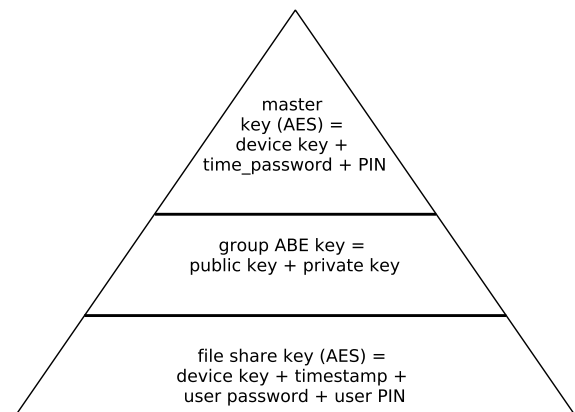 master
key (AES) =
device key +
time_password + PIN
group ABE key =
public key + private key
file share key (AES) =
device key + timestamp +
user password + user PIN